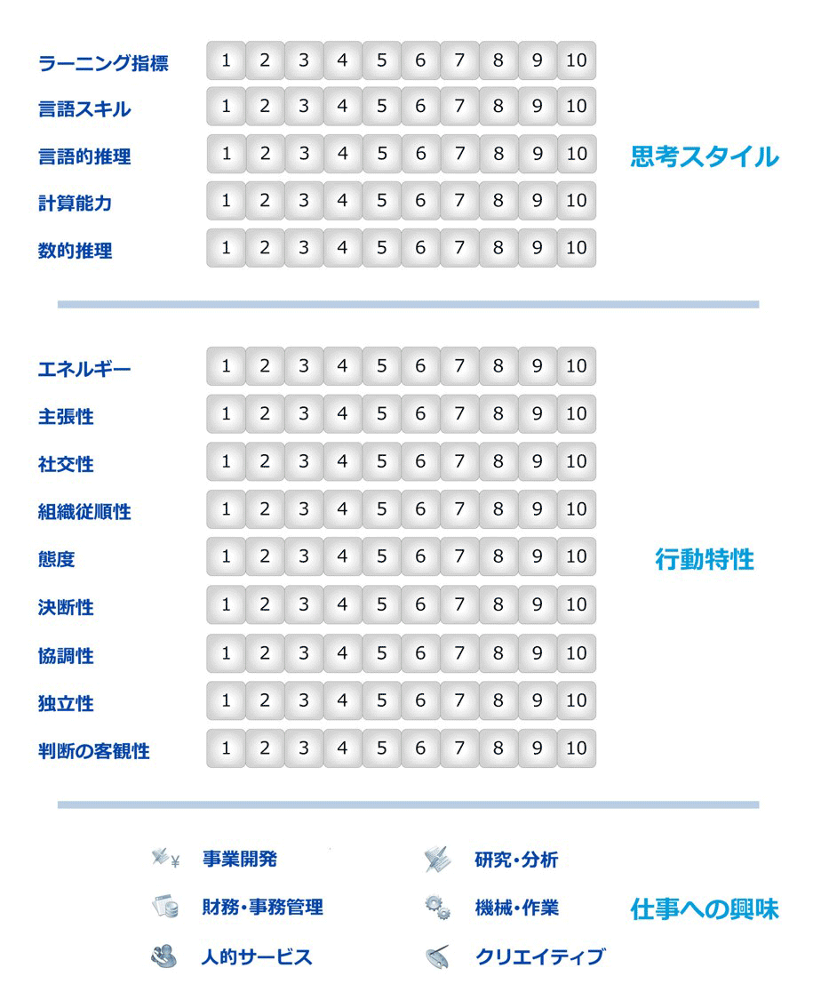 ラーニング指標 1 2 3 4 5 6 7 8 9 10
言語スキル 1 2 3 4 5 6 7 8 9 10
言語的推理 1 2 3 4 5 6 7 8 9 10 思考スタイル
計算能力 1 2 3 4 5 6 7 8 9 10
数的推理 1 2 3 4 5 6 7 8 9 10
エネルギー 1 2 3 4 5 6 7 8 9 10
主張性 1 2 3 4 5 6 7 8 9 10
社交性 1 2 3 4 5 6 7 8 9 10
組織従順性 1 2 3 4 5 6 7 8 9 10
態度 1 2 3 4 5 6 7 8 9 10 行動特性
決断性 1 2 3 4 5 6 7 8 9 10
協調性 1 2 3 4 5 6 7 8 9 10
独立性 1 2 3 4 5 6 7 8 9 10
判断の客観性 1 2 3 4 5 6 7 8 9 10
¥ 事業開発 研究・分析
財務・事務管理 機械・作業 仕事への興味
人的サービス クリエイティブ